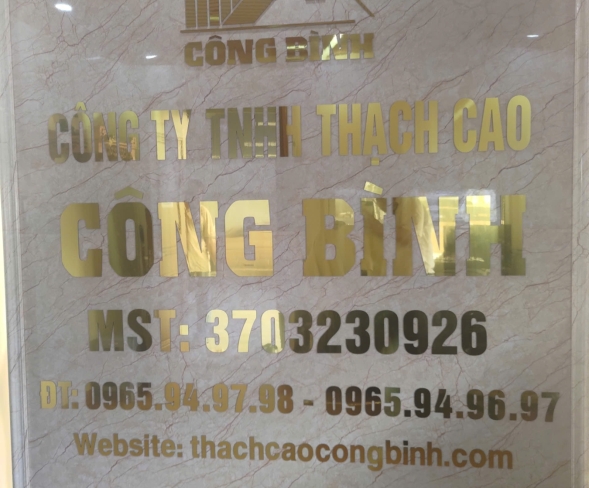 CÔNG BÌNH
CÔNG TY TNHH THẠCH CAO
CÔNG BÌNH
MST: 3703230926
ĐT: 0965.94.97.98 - 0965.94.96.97
Website: thachcaocongbinh.com